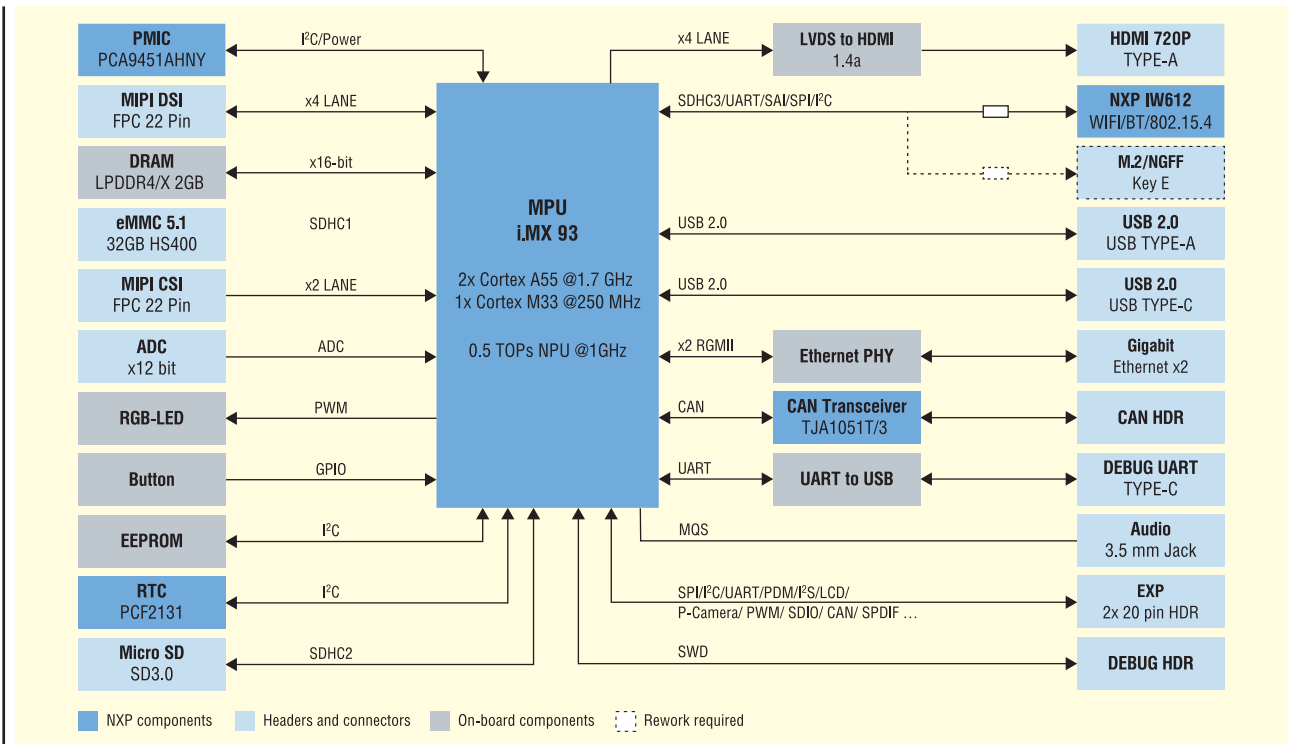 PMIC
PCA9451AHNY
I²C/Power
MIPI DSI
FPC 22 Pin
x4 LANE
DRAM
LPDDR4/X 2GB
x16-bit
eMMC 5.1
32GB HS400
SDHC1
MIPI CSI
FPC 22 Pin
x2 LANE
ADC
x12 bit
ADC
RGB-LED
PWM
Button
GPIO
EEPROM
I²C
RTC
PCF2131
I²C
Micro SD
SD3.0
SDHC2
MPU
i.MX 93
2x Cortex A55 @1.7 GHz
1x Cortex M33 @250 MHz
0.5 TOPs NPU @1GHz
x4 LANE
LVDS to HDMI
1.4a
HDMI 720P
TYPE-A
SDHC3/UART/SAI/SPI/I²C
NXP IW612
WIFI/BT/802.15.4
M.2/NGFF
Key E
USB 2.0
USB 2.0
USB TYPE-A
USB 2.0
USB 2.0
USB TYPE-C
x2 RGMII
Ethernet PHY
Gigabit
Ethernet x2
CAN
CAN Transceiver
TJA1051T/3
CAN HDR
UART
UART to USB
DEBUG UART
TYPE-C
MQS
Audio
3.5 mm Jack
SPI/I²C/UART/PDM/I²S/LCD/
P-Camera/ PWM/ SDIO/ CAN/ SPDIF ...
EXP
2x 20 pin HDR
SWD
DEBUG HDR
NXP components
Headers and connectors
On-board components
Rework required